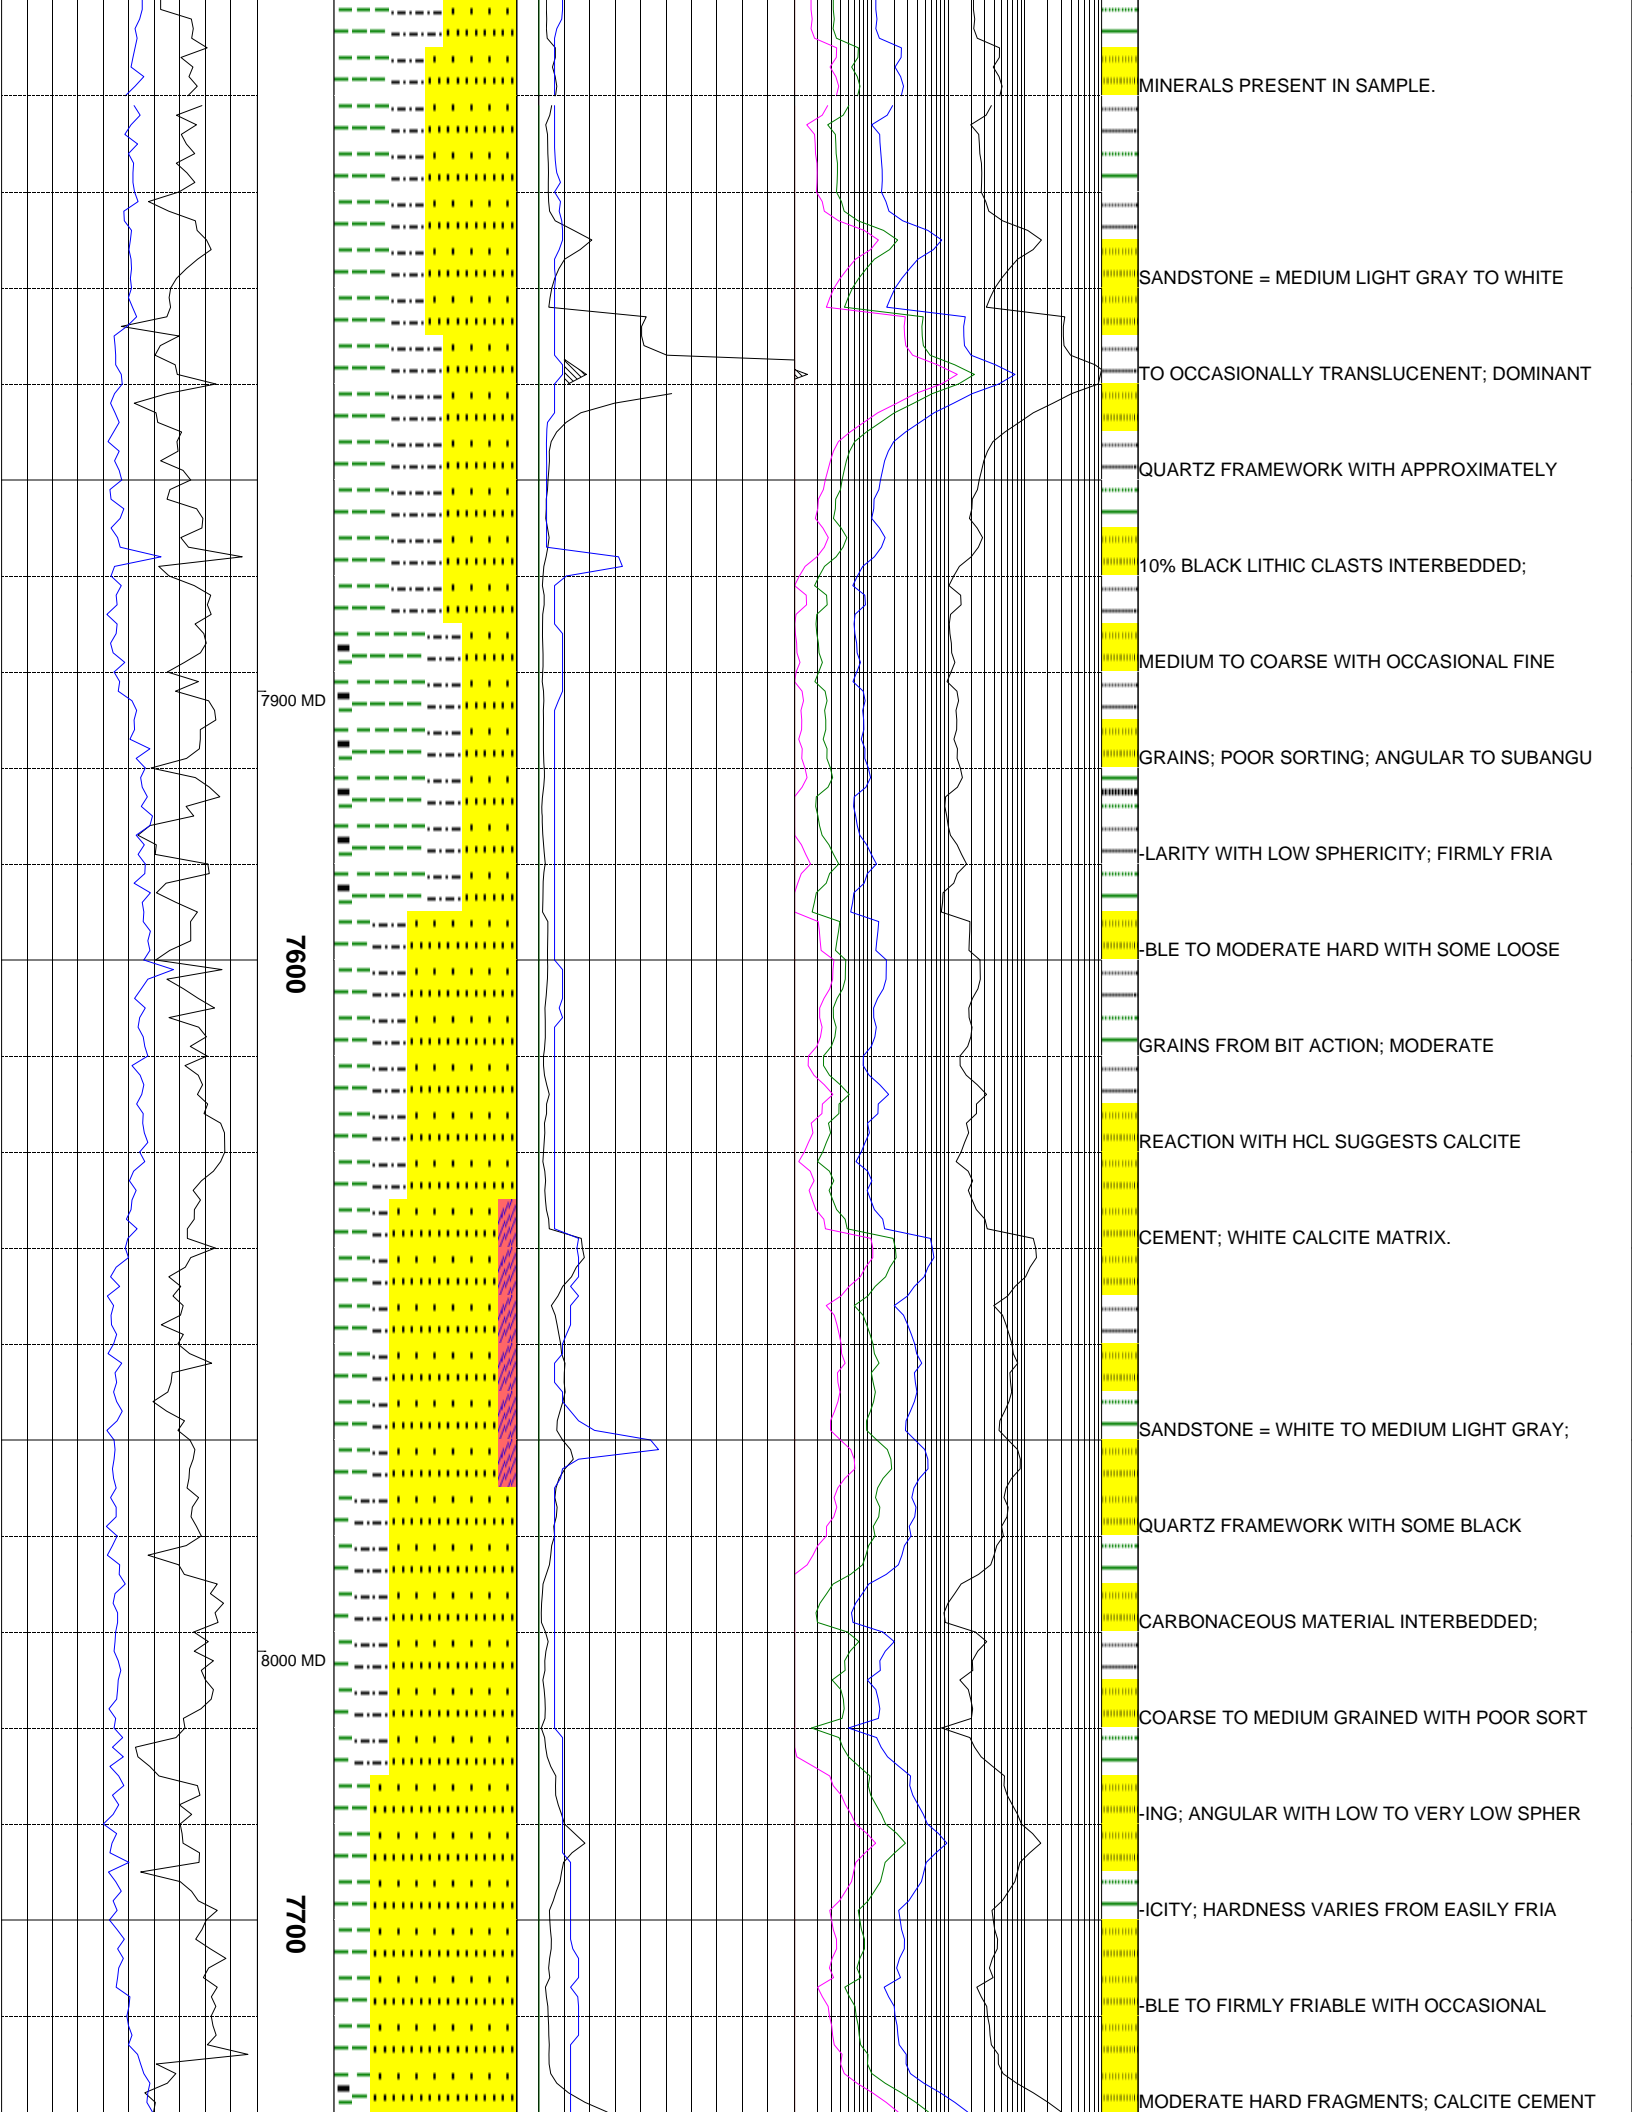 MINERALS PRESENT IN SAMPLE.
SANDSTONE = MEDIUM LIGHT GRAY TO WHITE
TO OCCASIONALLY TRANSLUCENENT; DOMINANT
QUARTZ FRAMEWORK WITH APPROXIMATELY
10% BLACK LITHIC CLASTS INTERBEDDED;
MEDIUM TO COARSE WITH OCCASIONAL FINE
7900 MD
GRAINS; POOR SORTING; ANGULAR TO SUBANGU
-LARITY WITH LOW SPHERICITY; FIRMLY FRIA
7600
-BLE TO MODERATE HARD WITH SOME LOOSE
GRAINS FROM BIT ACTION; MODERATE
REACTION WITH HCL SUGGESTS CALCITE
CEMENT; WHITE CALCITE MATRIX.
SANDSTONE = WHITE TO MEDIUM LIGHT GRAY;
QUARTZ FRAMEWORK WITH SOME BLACK
CARBONACEOUS MATERIAL INTERBEDDED;
8000 MD
COARSE TO MEDIUM GRAINED WITH POOR SORT
-ING; ANGULAR WITH LOW TO VERY LOW SPHER
7700
-ICITY; HARDNESS VARIES FROM EASILY FRIA
-BLE TO FIRMLY FRIABLE WITH OCCASIONAL
MODERATE HARD FRAGMENTS; CALCITE CEMENT